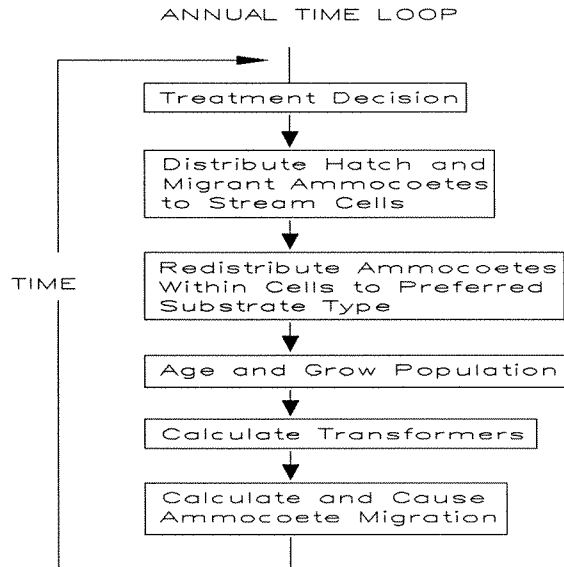 ANNUAL TIME LOOP
Treatment Decision
Distribute Hatch and
Migrant Ammocoetes
to Stream Cells
TIME
Redistribute Ammocoetes
Within Cells to Preferred
Substrate Type
Age and Grow Population
Calculate Transformers
Calculate and Cause
Ammocoete Migration